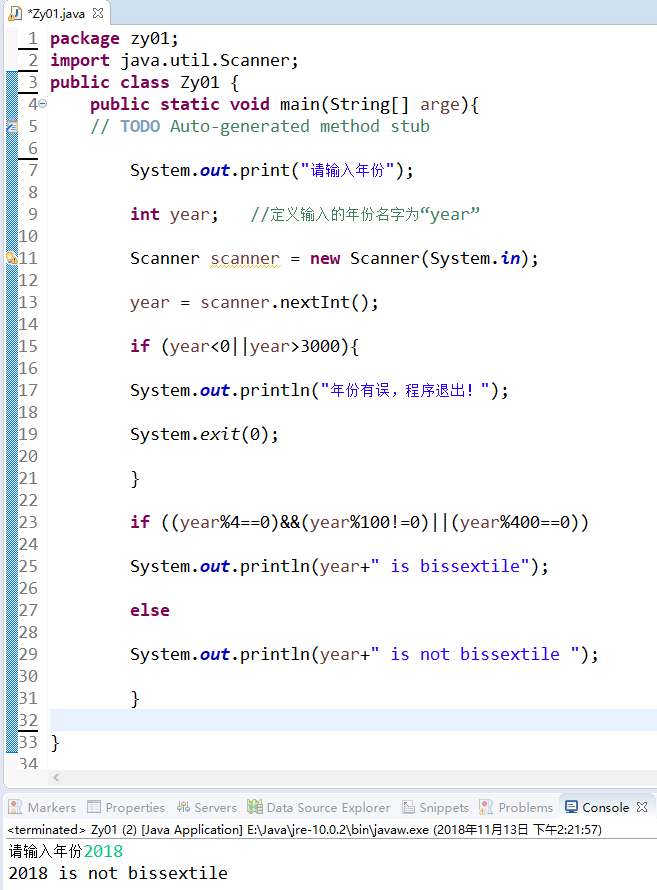 *Zy01.java
1 package zy01;
2 import java.util.Scanner;
3 public class Zy01 {
4 public static void main(String[] arge){
5 // TODO Auto-generated method stub
6
7 System.out.print("请输入年份");
8
9 int year; //定义输入的年份名字为“year”
10
11 Scanner scanner = new Scanner(System.in);
12
13 year = scanner.nextInt();
14
15 if (year<0||year>3000){
16
17 System.out.println("年份有误，程序退出！");
18
19 System.exit(0);
20
21 }
22
23 if ((year%4==0)&&(year%100!=0)||(year%400==0))
24
25 System.out.println(year+" is bissextile");
26
27 else
28
29 System.out.println(year+" is not bissextile ");
30
31 }
32
33 }
34
Markers Properties Servers Data Source Explorer Snippets Problems Console
<terminated> Zy01 (2) [Java Application] E:\Java\jre-10.0.2\bin\javaw.exe (2018年11月13日 下午2:21:57)
请输入年份2018
2018 is not bissextile